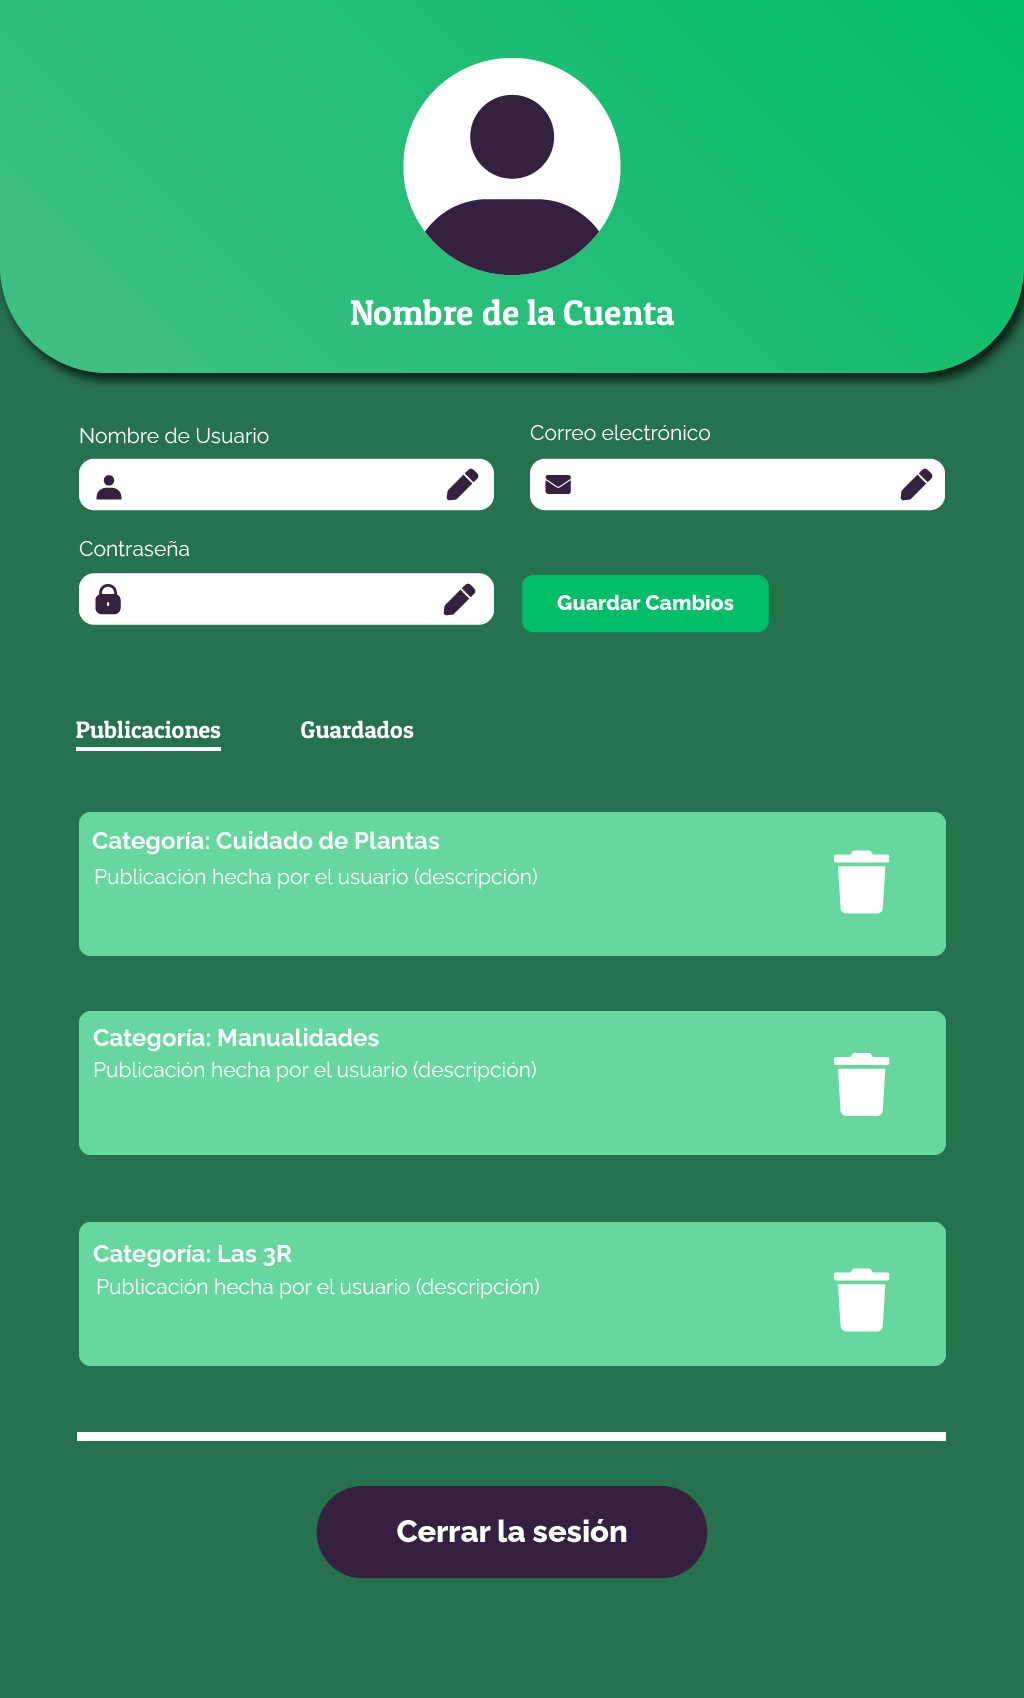 Nombre de la Cuenta
Nombre de Usuario
Correo electrónico
Contraseña
Guardar Cambios
Publicaciones
Guardados
Categoría: Cuidado de Plantas
Publicación hecha por el usuario (descripción)
Categoría: Manualidades
Publicación hecha por el usuario (descripción)
Categoría: Las 3R
Publicación hecha por el usuario (descripción)
Cerrar la sesión